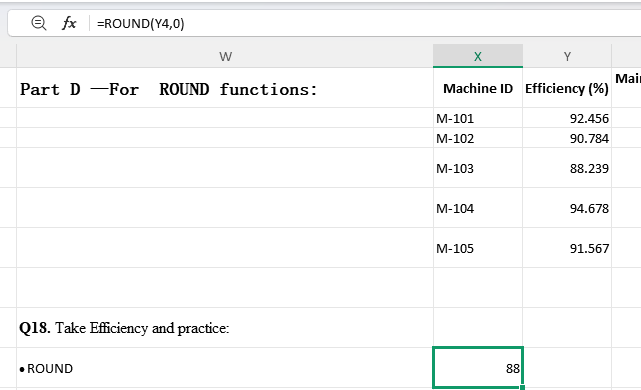 fx =ROUND(Y4,0)
W X Y
Part D —For ROUND functions:
Machine ID Efficiency (%) Mai
M-101 92.456
M-102 90.784
M-103 88.239
M-104 94.678
M-105 91.567
Q18. Take Efficiency and practice:
• ROUND 88